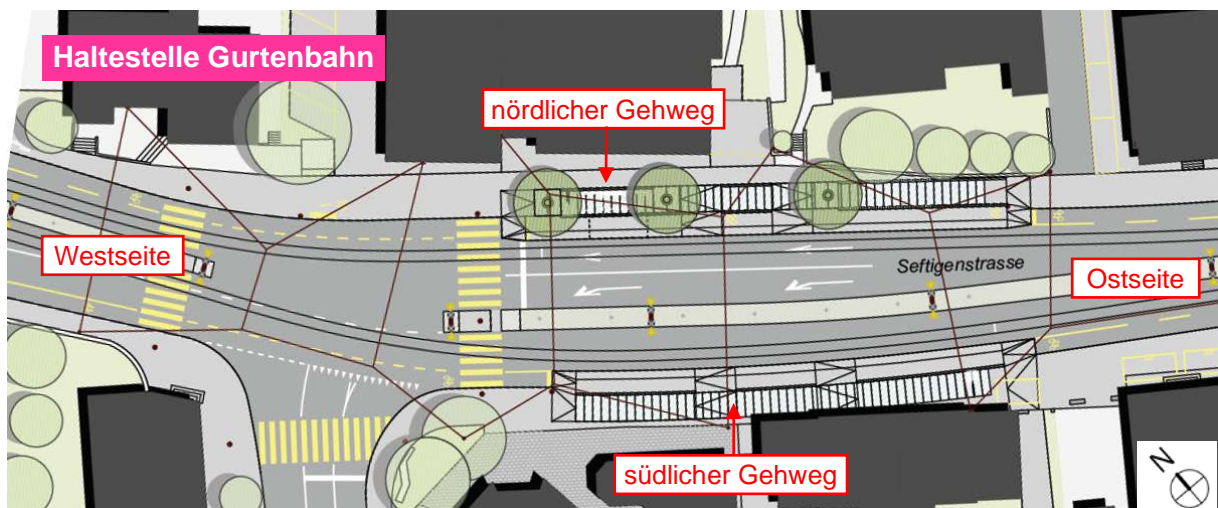 Haltestelle Gurtenbahn
nördlicher Gehweg
Westseite
Seftigenstrasse
Ostseite
südlicher Gehweg
N